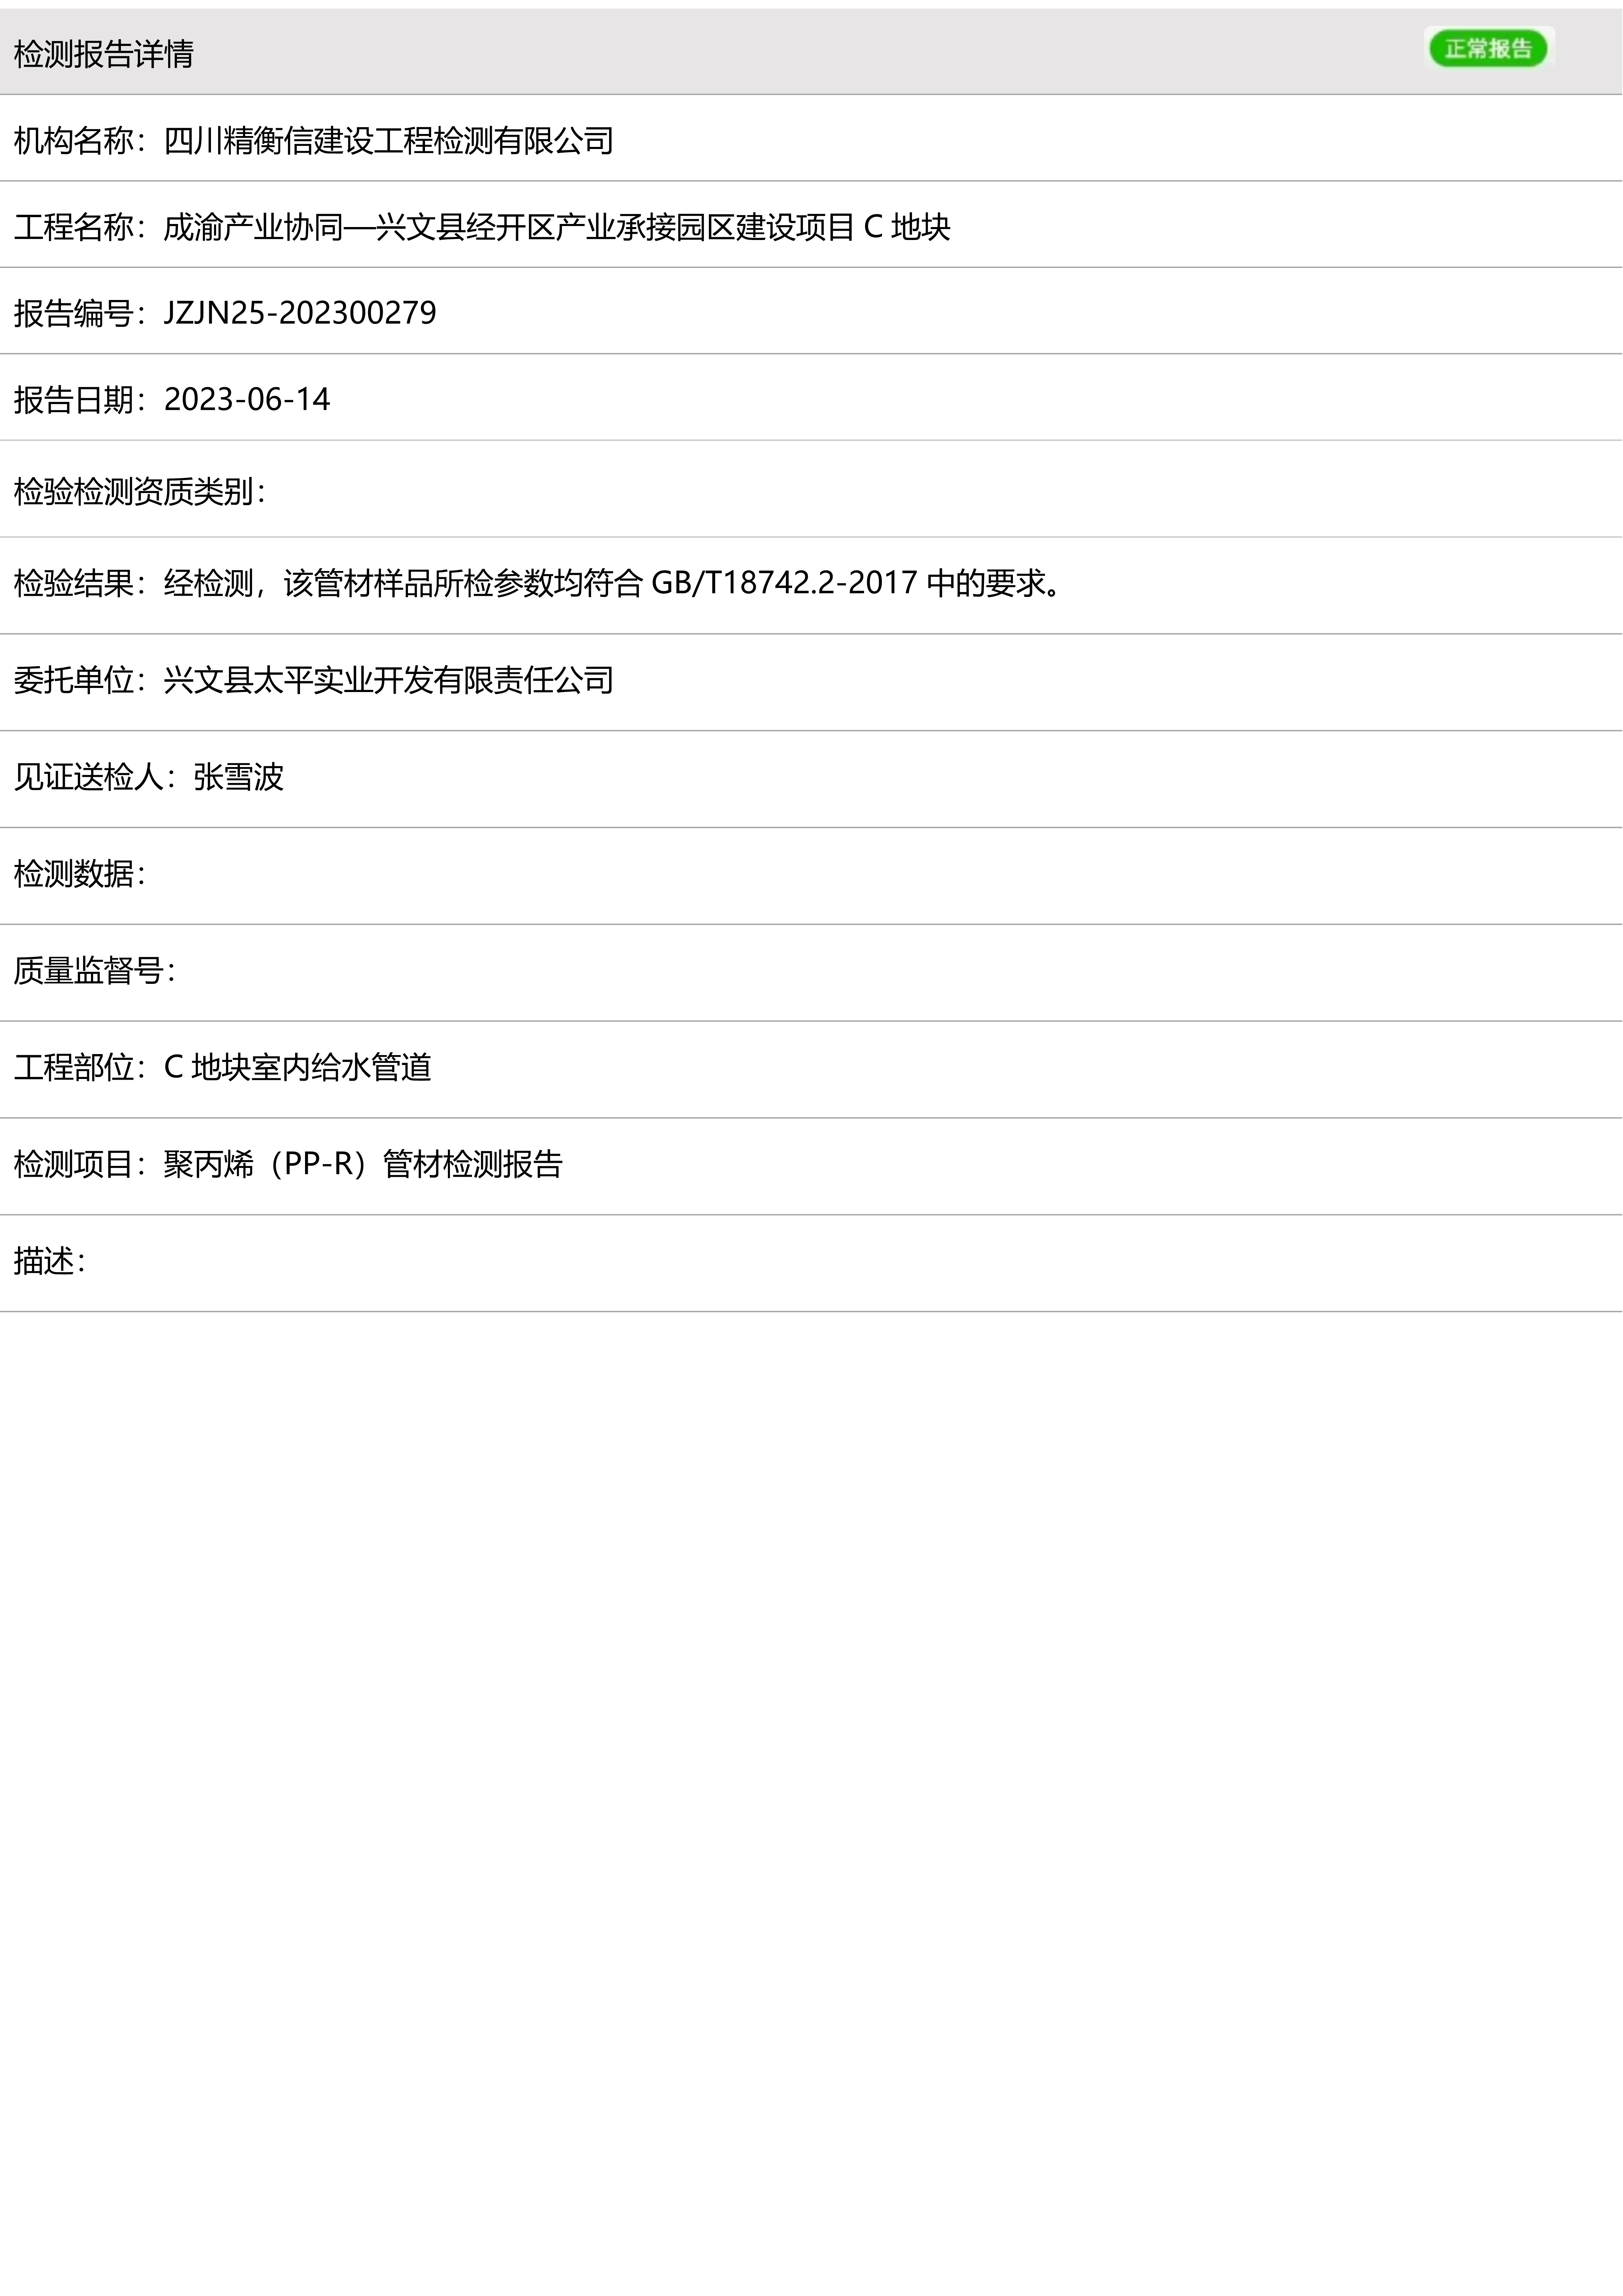 检测报告详情
正常报告
机构名称：四川精衡信建设工程检测有限公司
工程名称：成渝产业协同—兴文县经开区产业承接园区建设项目 C 地块
报告编号：JZJN25-202300279
报告日期：2023-06-14
检验检测资质类别：
检验结果：经检测，该管材样品所检参数均符合 GB/T18742.2-2017 中的要求。
委托单位：兴文县太平实业开发有限责任公司
见证送检人：张雪波
检测数据：
质量监督号：
工程部位：C 地块室内给水管道
检测项目：聚丙烯（PP-R）管材检测报告
描述：